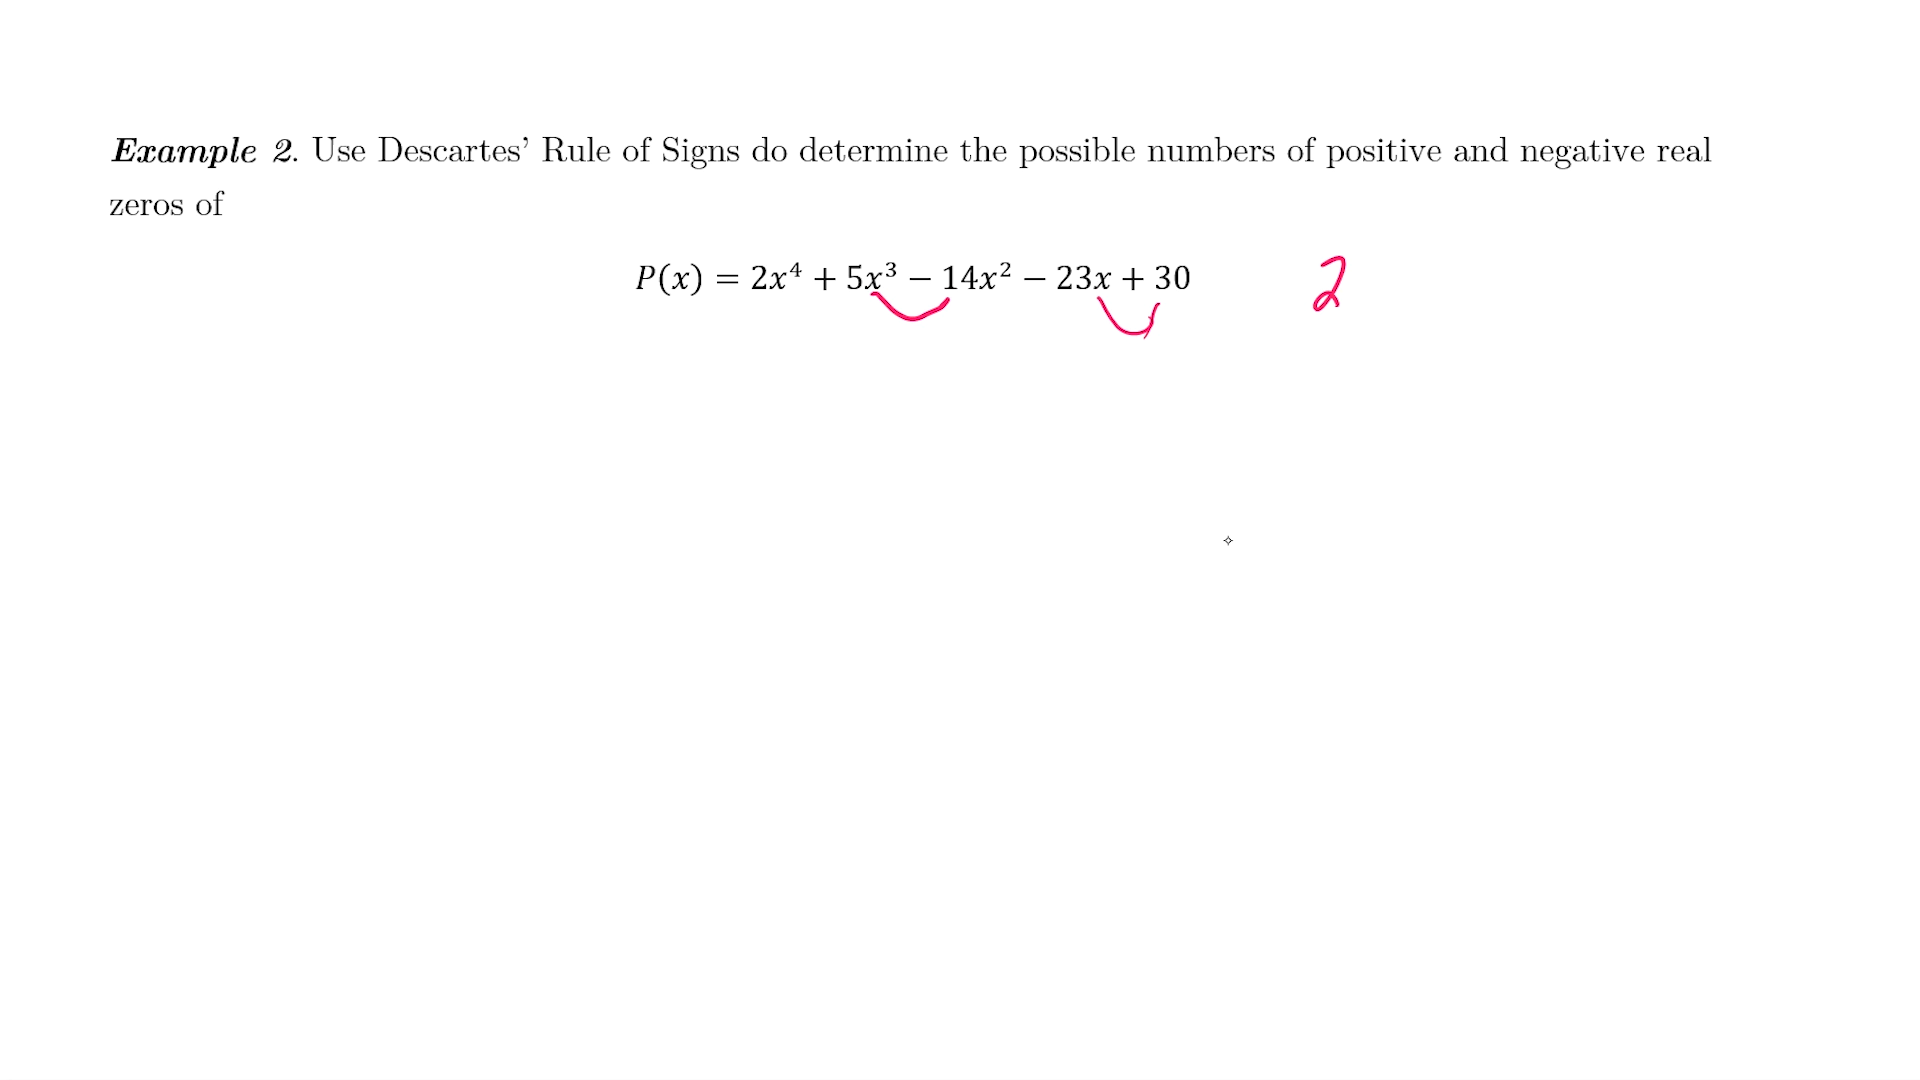 Example 2. Use Descartes’ Rule of Signs do determine the possible numbers of positive and negative real
zeros of
P(x) = 2x⁴ + 5x³ − 14x² − 23x + 30 2